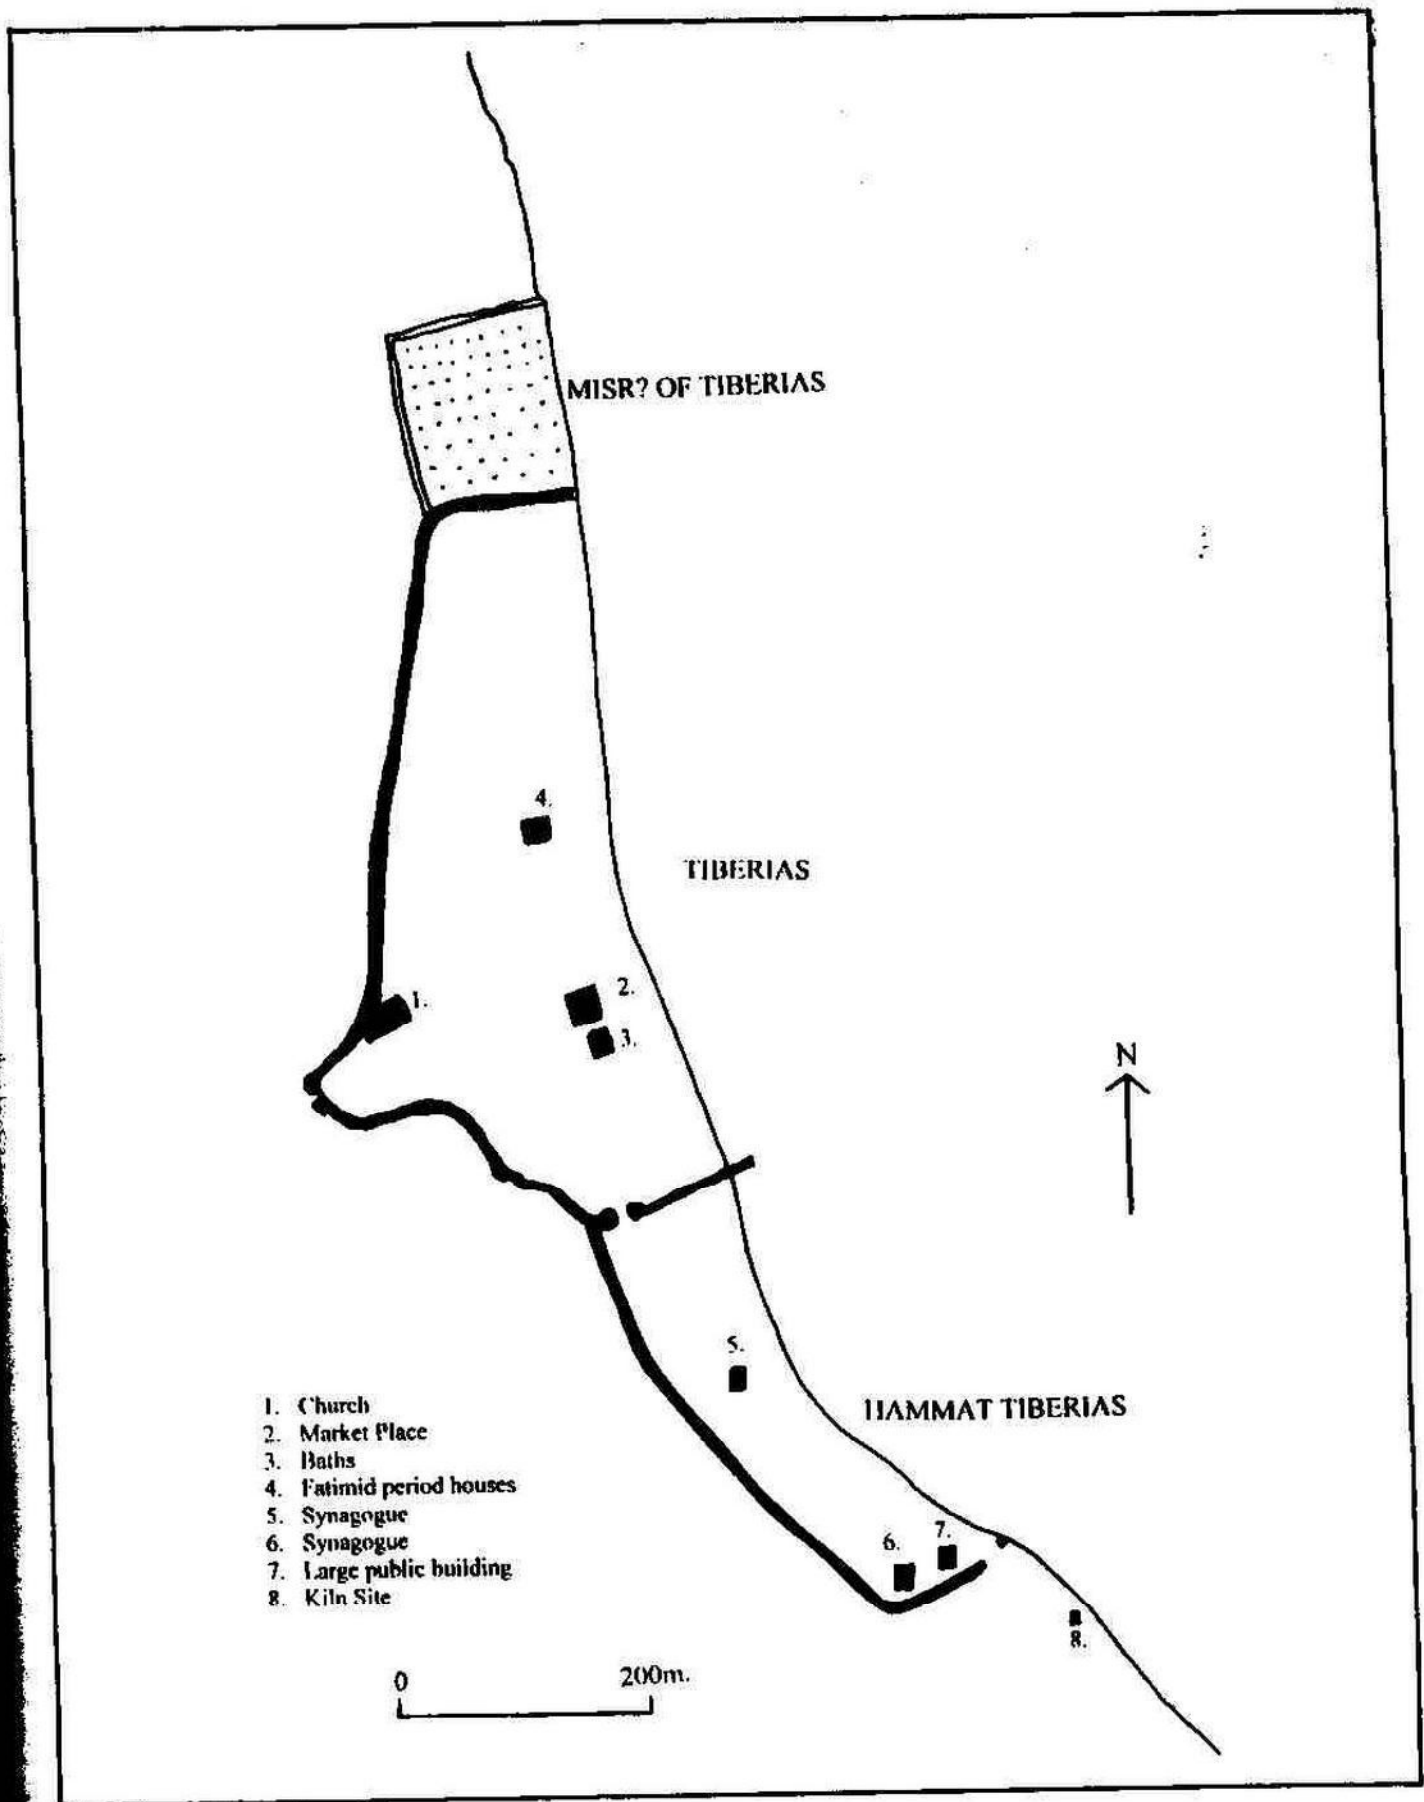 MISR? OF TIBERIAS
4.
TIBERIAS
1.
2.
3.
N
5.
HAMMAT TIBERIAS
1. Church
2. Market Place
3. Baths
4. Fatimid period houses
5. Synagogue
6. Synagogue
7. Large public building
8. Kiln Site
6.
7.
8.
0 200m.